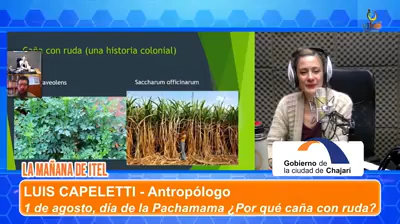 Caña con ruda (una historia colonial)
aveolens
Saccharum officinarum
LA MAÑANA DE ITEL
Gobierno de
la ciudad de Chajarí
LUIS CAPELETTI - Antropólogo
1 de agosto, día de la Pachamama ¿Por qué caña con ruda?